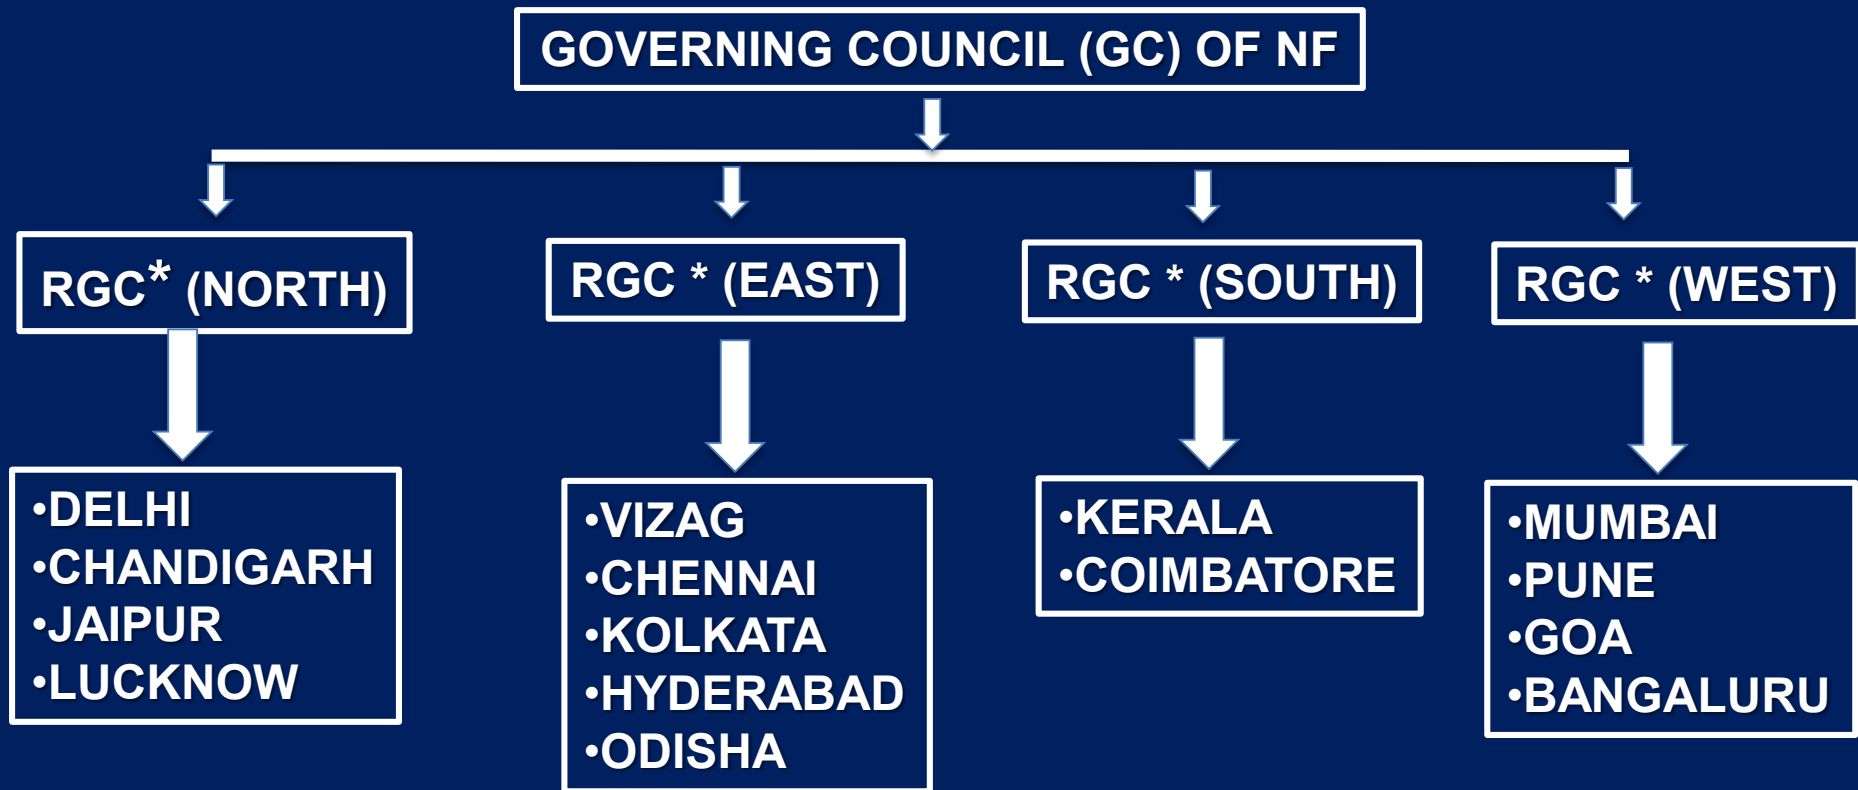 GOVERNING COUNCIL (GC) OF NF
RGC* (NORTH)
RGC * (EAST)
RGC * (SOUTH)
RGC * (WEST)
•DELHI
•CHANDIGARH
•JAIPUR
•LUCKNOW
•VIZAG
•CHENNAI
•KOLKATA
•HYDERABAD
•ODISHA
•KERALA
•COIMBATORE
•MUMBAI
•PUNE
•GOA
•BANGALURU